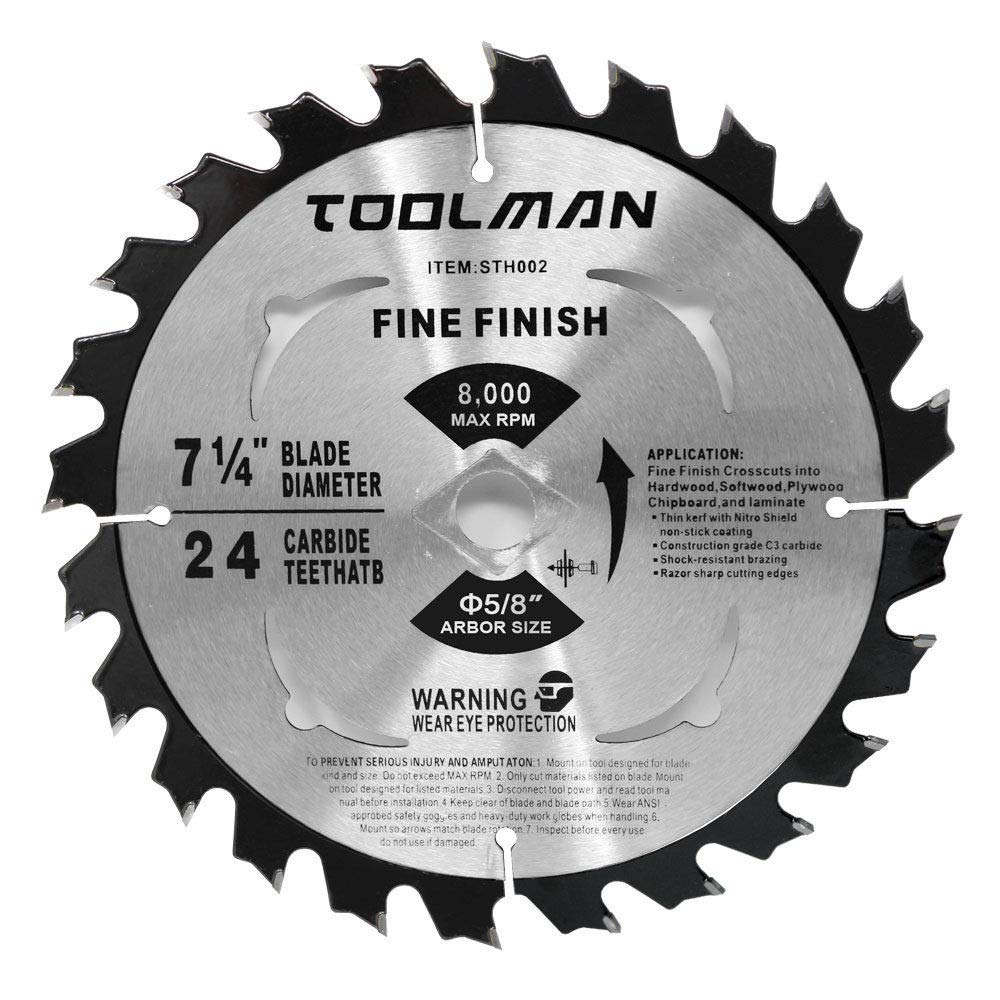 TOOLMAN
ITEM:STH002
FINE FINISH
8,000
MAX RPM
7 1/4" BLADE
DIAMETER
24 CARBIDE
TEETHATB
APPLICATION:
Fine Finish Crosscuts into
Hardwood,Softwood,Plywood
Chipboard,and laminate
▪ Thin kerf with Nitro Shield
non-stick coating
▪ Construction grade C3 carbide
▪ Shock-resistant brazing
▪ Razor sharp cutting edges
Φ5/8"
ARBOR SIZE
WARNING
WEAR EYE PROTECTION
TO PREVENT SERIOUS INJURY AND AMPUTATON:1. Mount on tool designed for blade
kind and size. Do not exceed MAX RPM. 2. Only cut materials listed on blade. Mount
on tool designed for listed materials.3. Disconnect tool power and read tool ma
nual before installation.4. Keep clear of blade and blade path.5. Wear ANSI
approved safety goggles and heavy-duty work globes when handling.6.
Mount so arrows match blade rotation.7. Inspect before every use.
do not use if damaged.